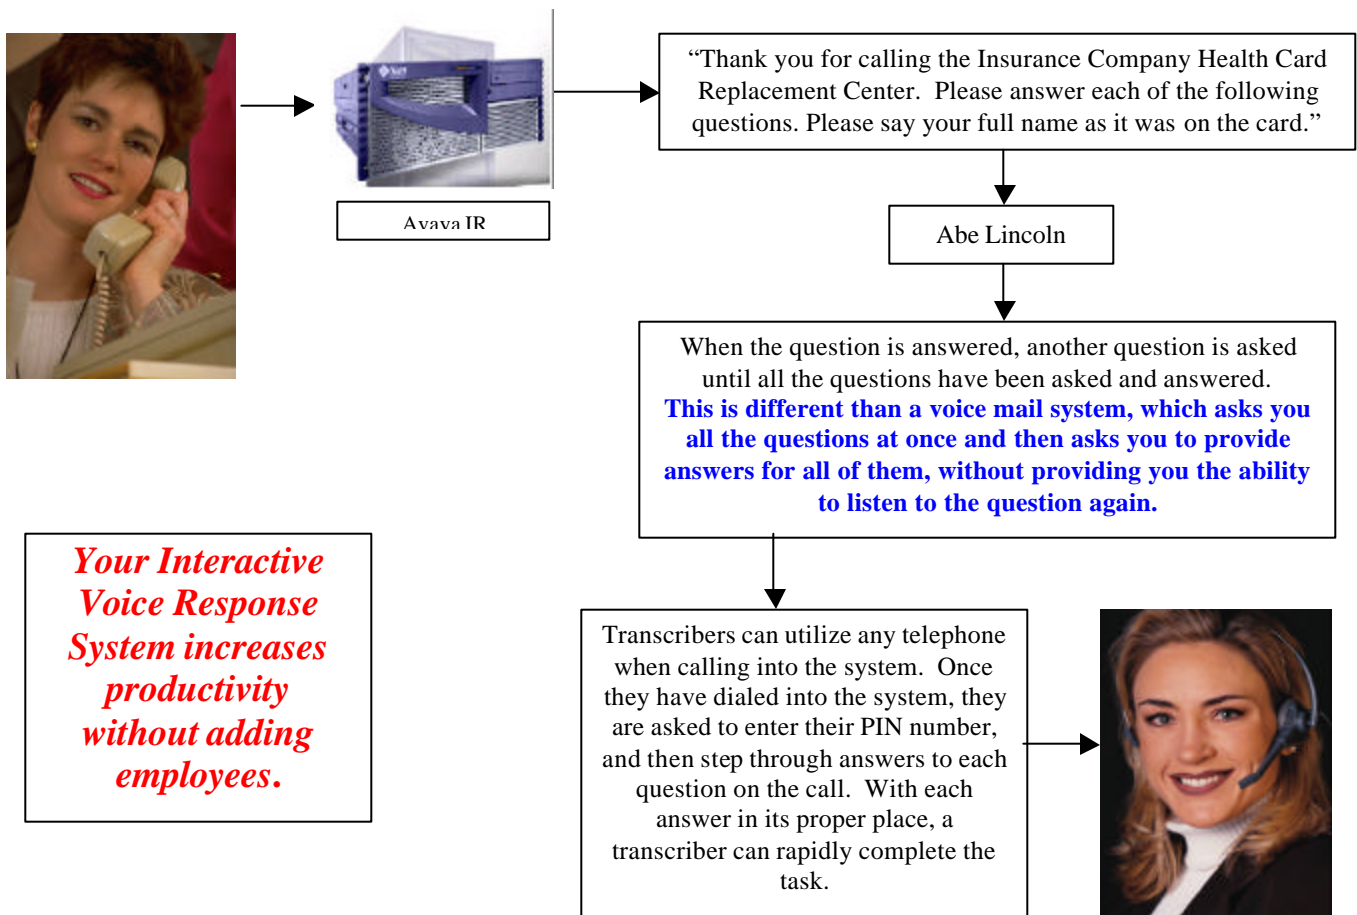 “Thank you for calling the Insurance Company Health Card
Replacement Center.  Please answer each of the following
questions. Please say your full name as it was on the card.”
Avaya IR
Abe Lincoln
When the question is answered, another question is asked
until all the questions have been asked and answered.
This is different than a voice mail system, which asks you
all the questions at once and then asks you to provide
answers for all of them, without providing you the ability
to listen to the question again.
Your Interactive
Voice Response
System increases
productivity
without adding
employees.
Transcribers can utilize any telephone
when calling into the system.  Once
they have dialed into the system, they
are asked to enter their PIN number,
and then step through answers to each
question on the call.  With each
answer in its proper place, a
transcriber can rapidly complete the
task.